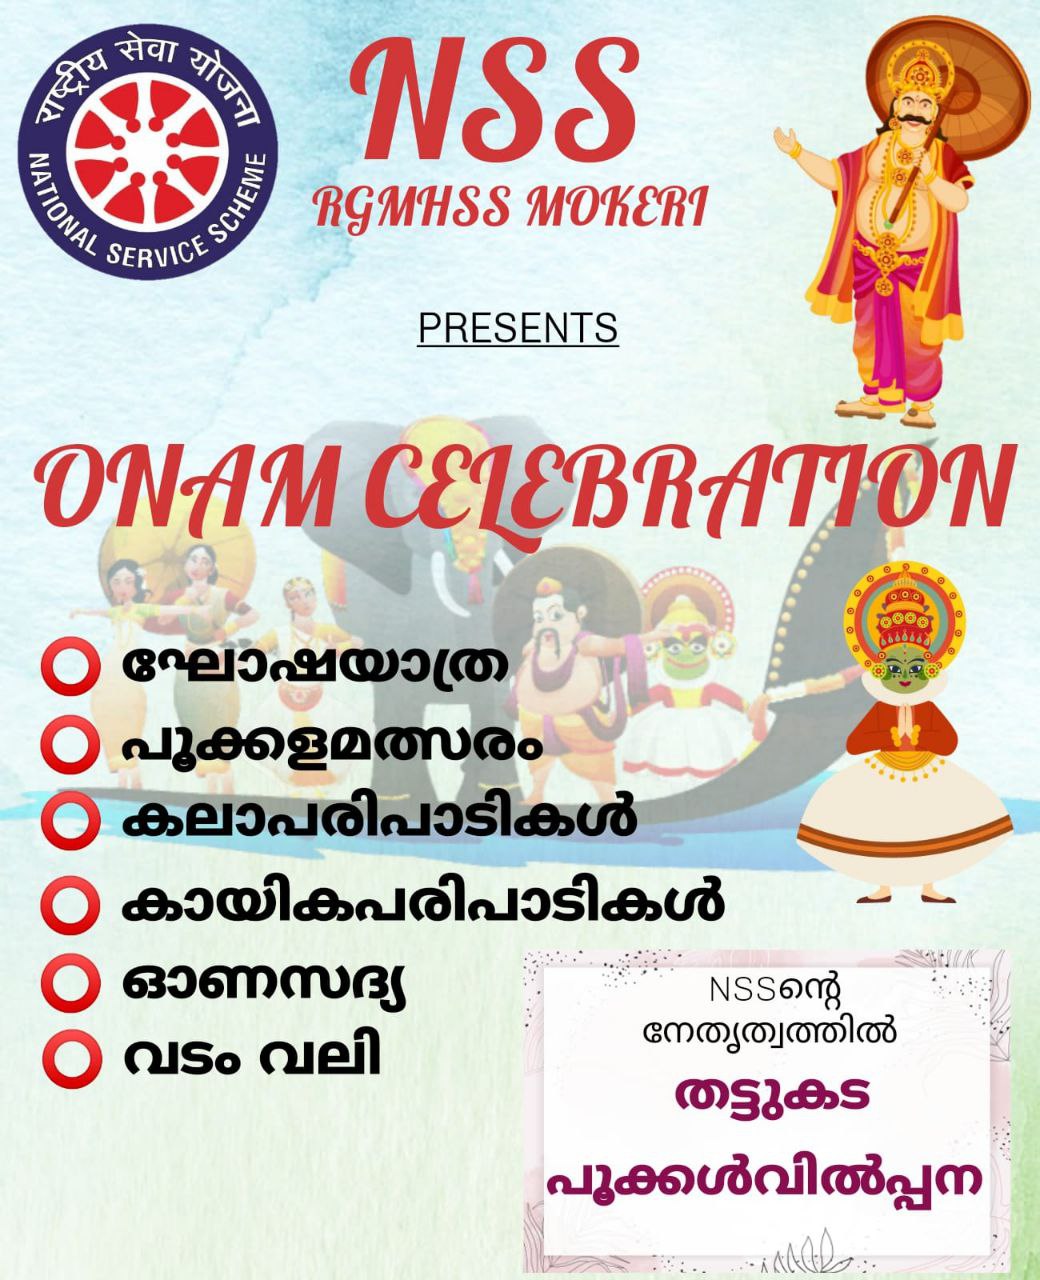 राष्ट्रीय सेवा योजना
NATIONAL SERVICE SCHEME
NSS
RGMHSS MOKERI
PRESENTS
ONAM CELEBRATION
ഘോഷയാത്ര
പൂക്കളമത്സരം
കലാപരിപാടികൾ
കായികപരിപാടികൾ
ഓണസദ്യ
വടം വലി
NSSന്റെ
നേതൃത്വത്തിൽ
തട്ടുകട
പൂക്കൾവിൽപ്പന